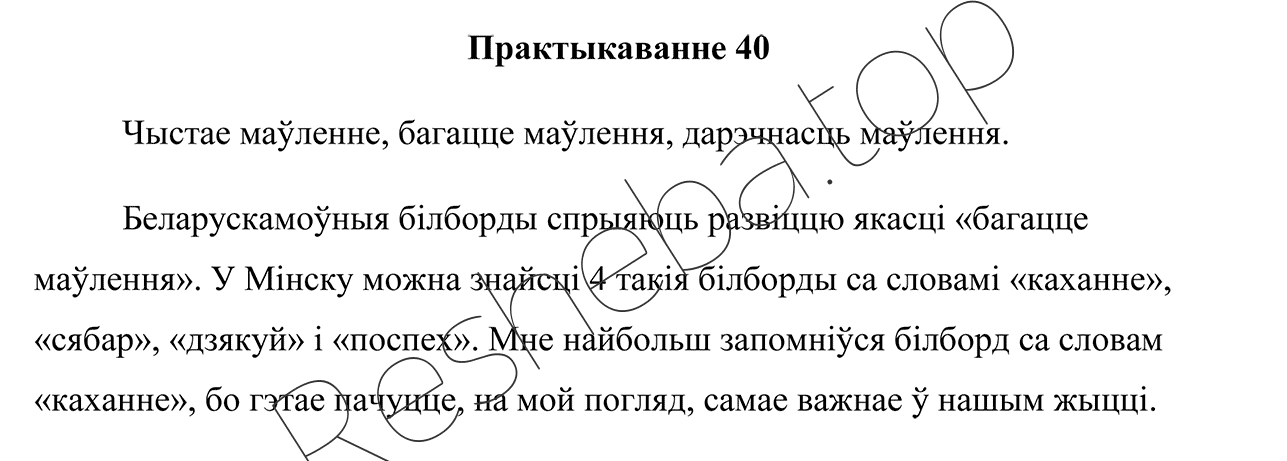 Практыкаванне 40
Чыстае маўленне, багацце маўлення, дарэчнасць маўлення.
Беларускамоўныя білборды спрыяюць развіццю якасці «багацце
маўлення». У Мінску можна знайсці 4 такія білборды са словамі «каханне»,
«сябар», «дзякуй» і «поспех». Мне найбольш запомніўся білборд са словам
«каханне», бо гэтае пачуцце, на мой погляд, самае важнае ў нашым жыцці.
Resheba.top